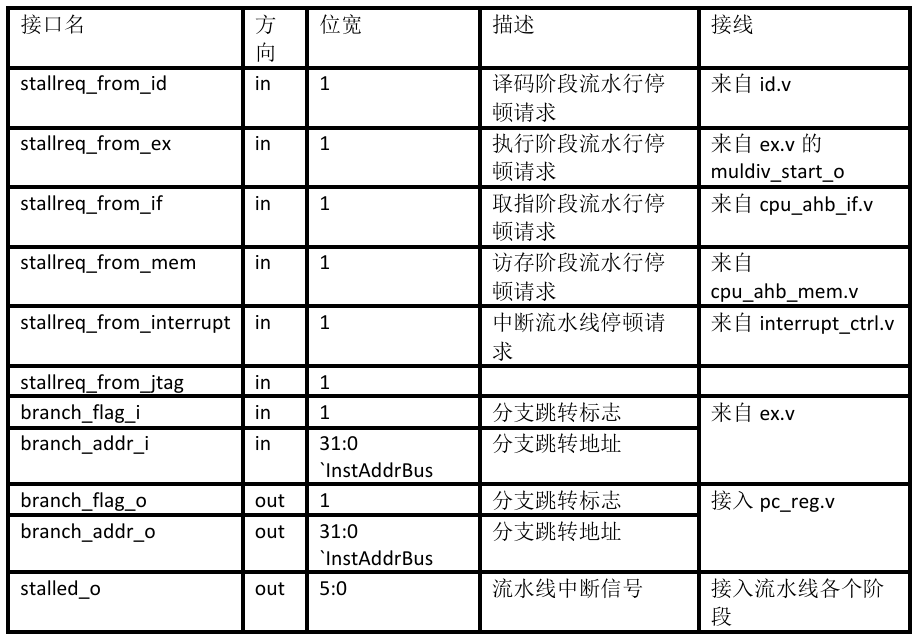 接口名 方 位宽 描述 接线
向
stallreq_from_id in 1 译码阶段流水行停 来自 id.v
顿请求
stallreq_from_ex in 1 执行阶段流水行停 来自 ex.v 的
顿请求 muldiv_start_o
stallreq_from_if in 1 取指阶段流水行停 来自 cpu_ahb_if.v
顿请求
stallreq_from_mem in 1 访存阶段流水行停 来自
顿请求 cpu_ahb_mem.v
stallreq_from_interrupt in 1 中断流水线停顿请 来自 interrupt_ctrl.v
求
stallreq_from_jtag in 1
branch_flag_i in 1 分支跳转标志 来自 ex.v
branch_addr_i in 31:0 分支跳转地址
`InstAddrBus
branch_flag_o out 1 分支跳转标志 接入 pc_reg.v
branch_addr_o out 31:0 分支跳转地址
`InstAddrBus
stalled_o out 5:0 流水线中断信号 接入流水线各个阶
段